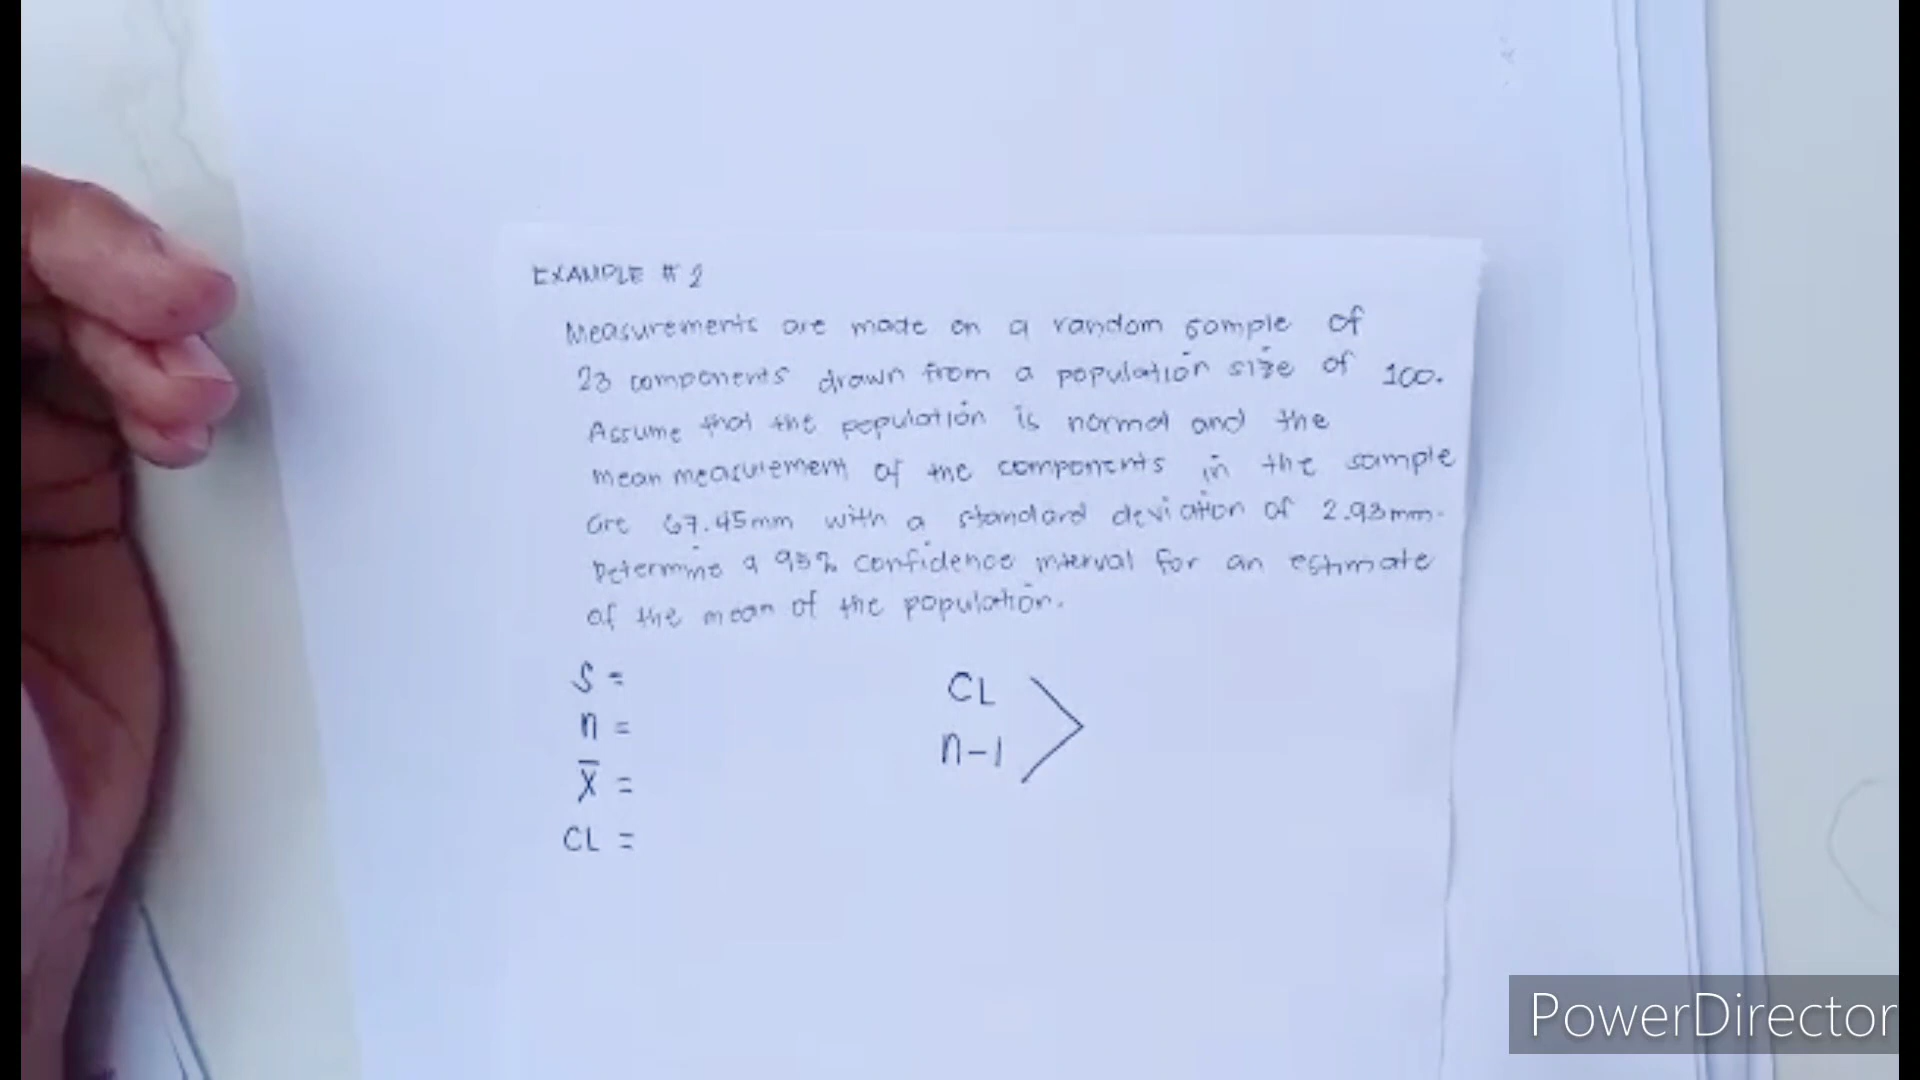 EXAMPLE # 2
Measurements are made on a random sample of
23 components drawn from a population size of 100.
Assume that the population is normal and the
mean measurement of the components in the sample
are 67.45mm with a standard deviation of 2.93mm.
Determine a 95% confidence interval for an estimate
of the mean of the population.
S =
n =
X̄ =
CL =
CL
n-1
PowerDirector